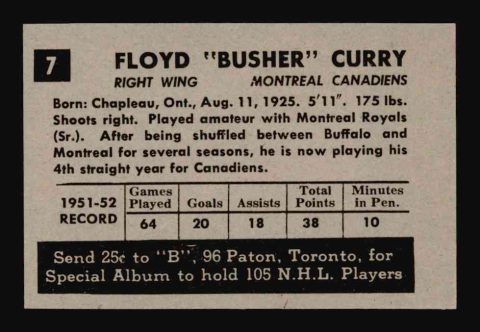 7
FLOYD "BUSHER" CURRY
RIGHT WING MONTREAL CANADIENS
Born: Chapleau, Ont., Aug. 11, 1925. 5'11". 175 lbs.
Shoots right. Played amateur with Montreal Royals
(Sr.). After being shuffled between Buffalo and
Montreal for several seasons, he is now playing his
4th straight year for Canadiens.
1951-52 RECORD
Games Played Goals Assists Total Points Minutes in Pen.
64 20 18 38 10
Send 25¢ to "B", 96 Paton, Toronto, for
Special Album to hold 105 N.H.L. Players